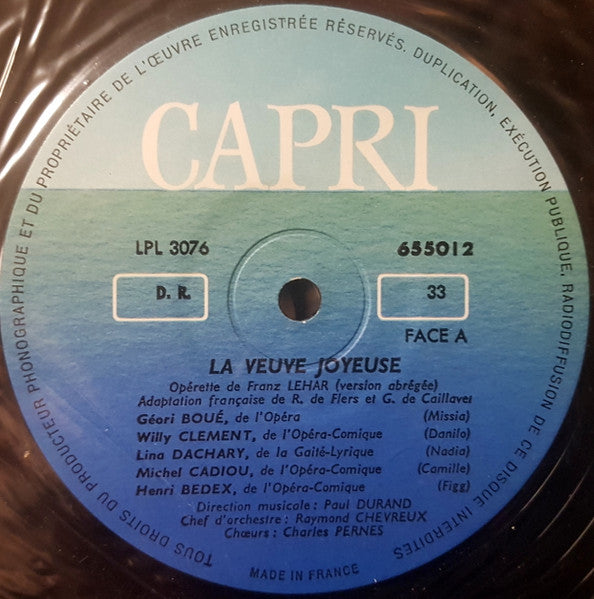 TOUS DROITS DU PRODUCTEUR PHONOGRAPHIQUE ET DU PROPRIÉTAIRE DE L'ŒUVRE ENREGISTRÉE RÉSERVÉS. DUPLICATION, EXÉCUTION PUBLIQUE, RADIODIFFUSION DE CE DISQUE INTERDITES
CAPRI
LPL 3076 655012
D. R. 33
FACE A
LA VEUVE JOYEUSE
Opérette de Franz LEHAR (version abrégée)
Adaptation française de R. de Flers et G. de Caillavet
Géori BOUÉ, de l'Opéra (Missia)
Willy CLEMENT, de l'Opéra-Comique (Danilo)
Lina DACHARY, de la Gaîté-Lyrique (Nadia)
Michel CADIOU, de l'Opéra-Comique (Camille)
Henri BEDEX, de l'Opéra-Comique (Figg)
Direction musicale : Paul DURAND
Chef d'orchestre : Raymond CHEVREUX
Chœurs : Charles PERNES
MADE IN FRANCE